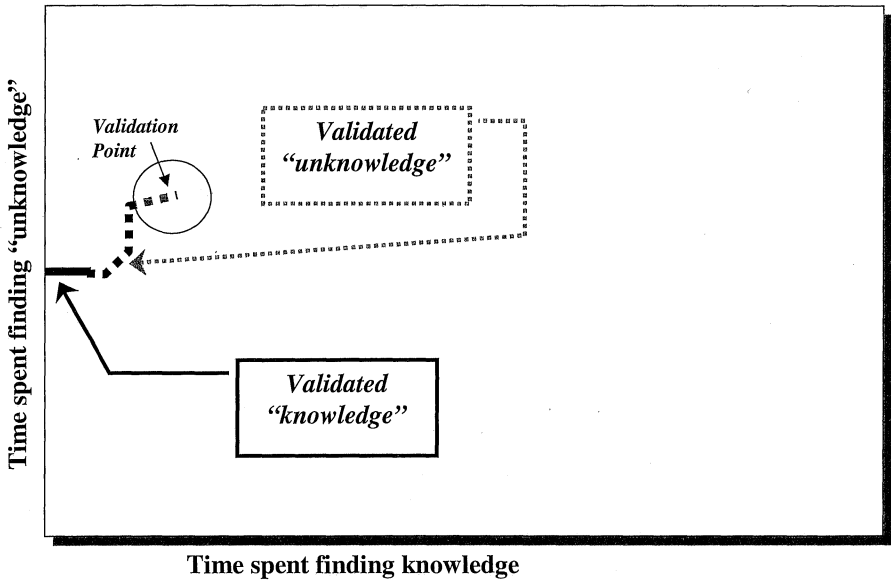 Time spent finding “unknowledge”
Validation
Point
Validated
“unknowledge”
Validated
“knowledge”
Time spent finding knowledge